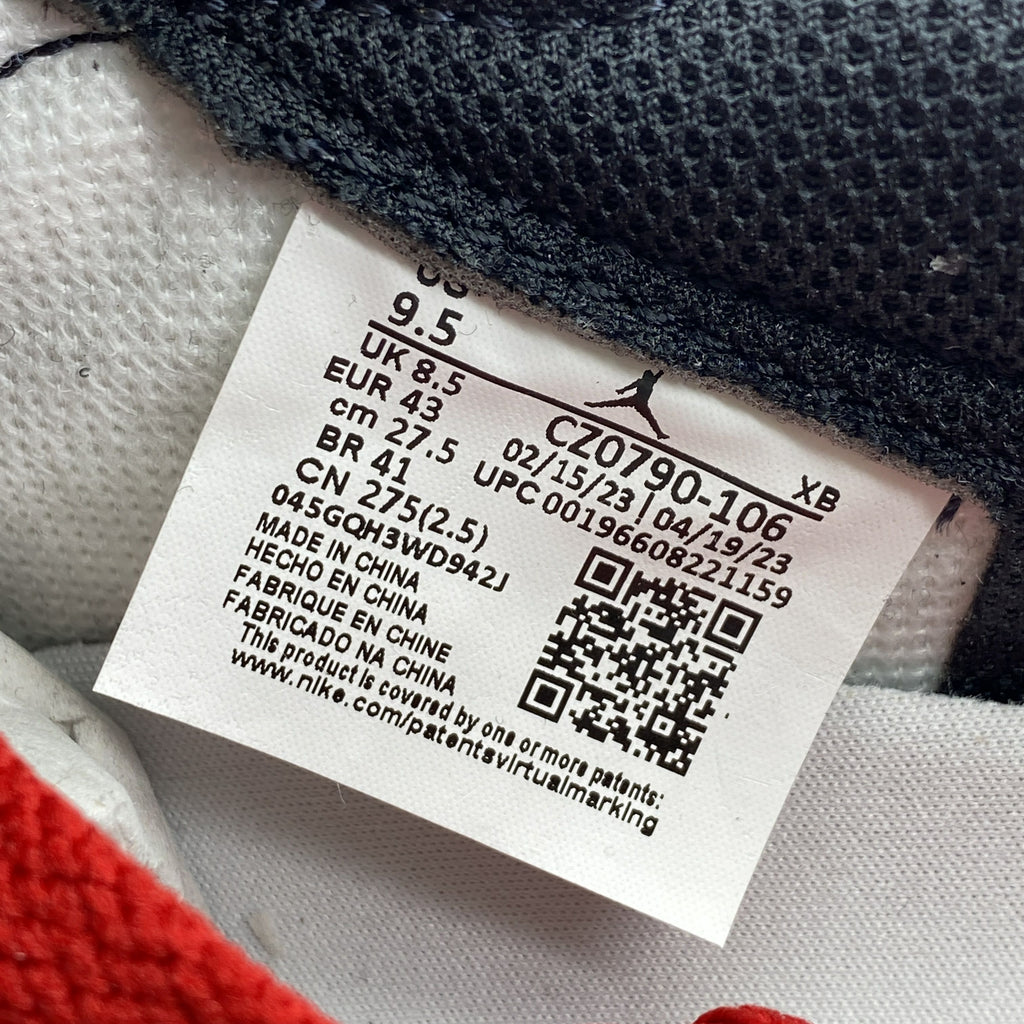 US
9.5
UK 8.5
EUR 43
cm 27.5
BR 41
CN 275(2.5)
045GQH3WD942J
MADE IN CHINA
HECHO EN CHINA
FABRIQUE EN CHINE
FABRICADO NA CHINA
This product is covered by one or more patents:
www.nike.com/patentsvirtualmarking
XB
CZ0790-106
02/15/23 | 04/19/23
UPC 00196608221159